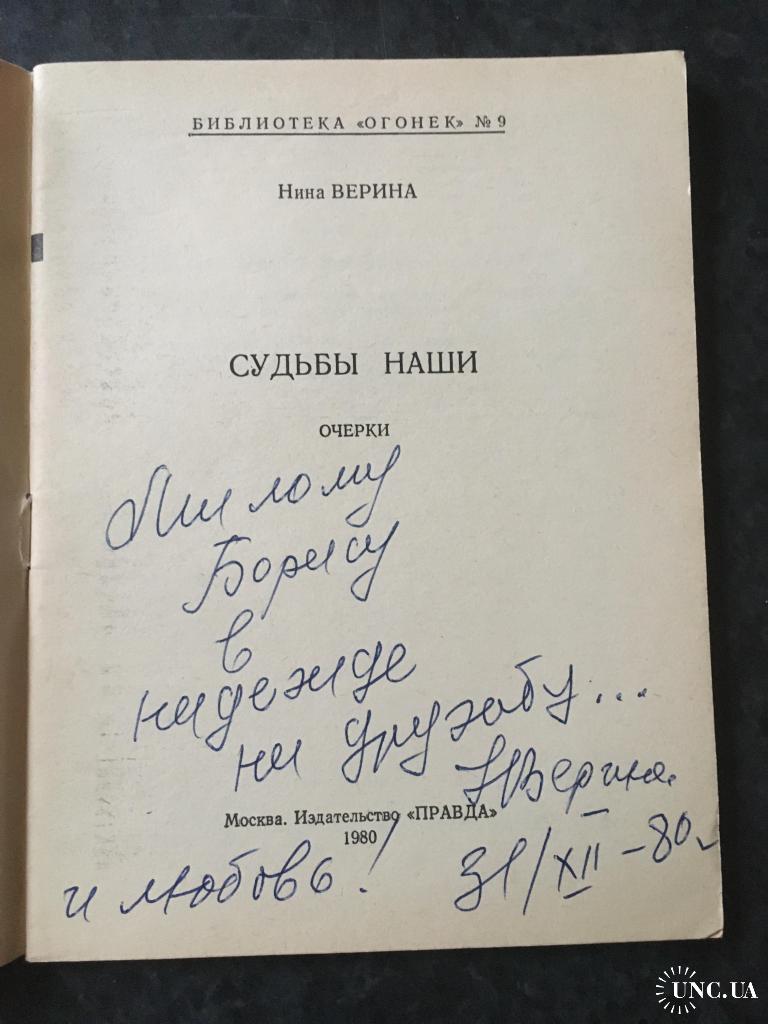 БИБЛИОТЕКА «ОГОНЕК» № 9
Нина ВЕРИНА
СУДЬБЫ НАШИ
ОЧЕРКИ
Милому
Борису
в
надежде
на дружбу...
НВерина.
Москва. Издательство «ПРАВДА»
1980
и любовь!
31/XII-80.
UNC.UA